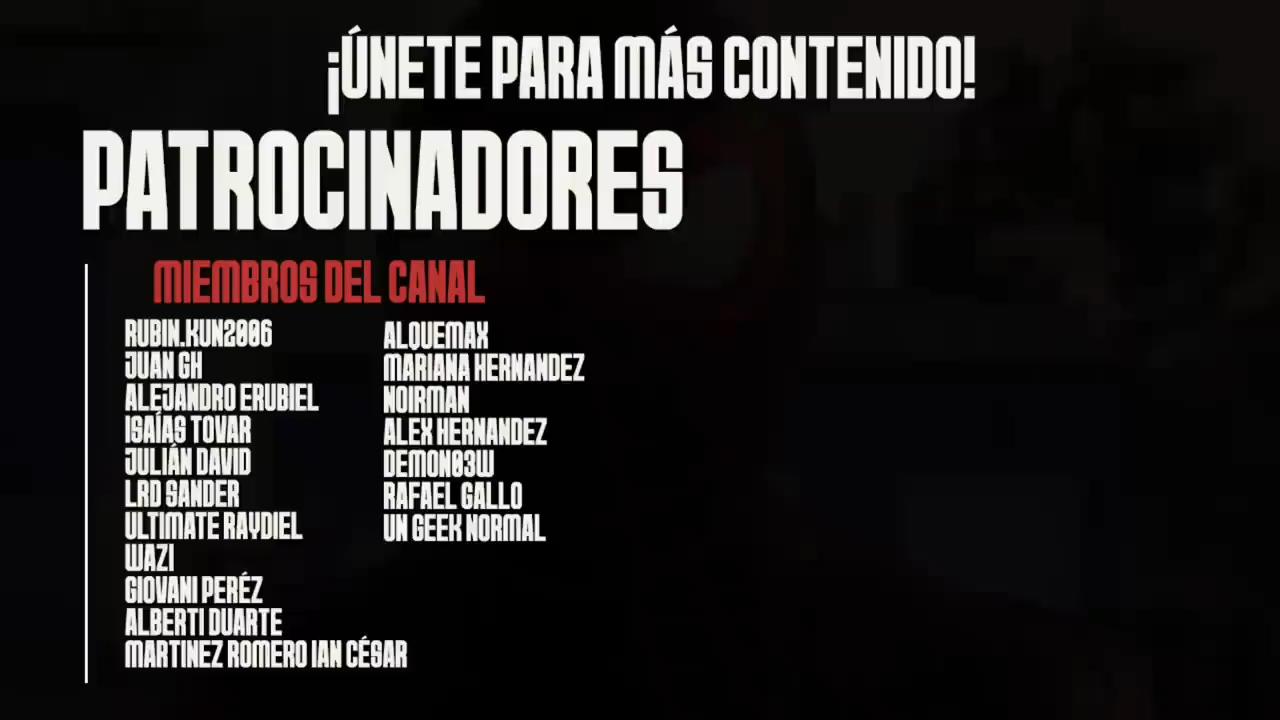 ¡ÚNETE PARA MÁS CONTENIDO!
PATROCINADORES
MIEMBROS DEL CANAL
RUBIN.KUN2006
JUAN GH
ALEJANDRO ERUBIEL
ISAÍAS TOVAR
JULIÁN DAVID
LRD SANDER
ULTIMATE RAYDIEL
WAZI
GIOVANI PERÉZ
ALBERTI DUARTE
MARTINEZ ROMERO IAN CÉSAR
ALQUEMAX
MARIANA HERNANDEZ
NOIRMAN
ALEX HERNANDEZ
DEMON03W
RAFAEL GALLO
UN GEEK NORMAL